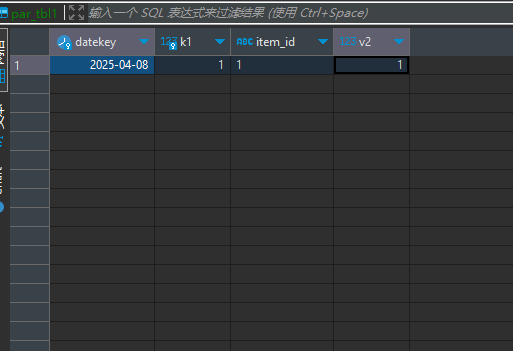 par_tbl1 输入一个 SQL 表达式来过滤结果 (使用 Ctrl+Space)
datekey 123 k1 ABC item_id 123 v2
1 2025-04-08 1 1 1